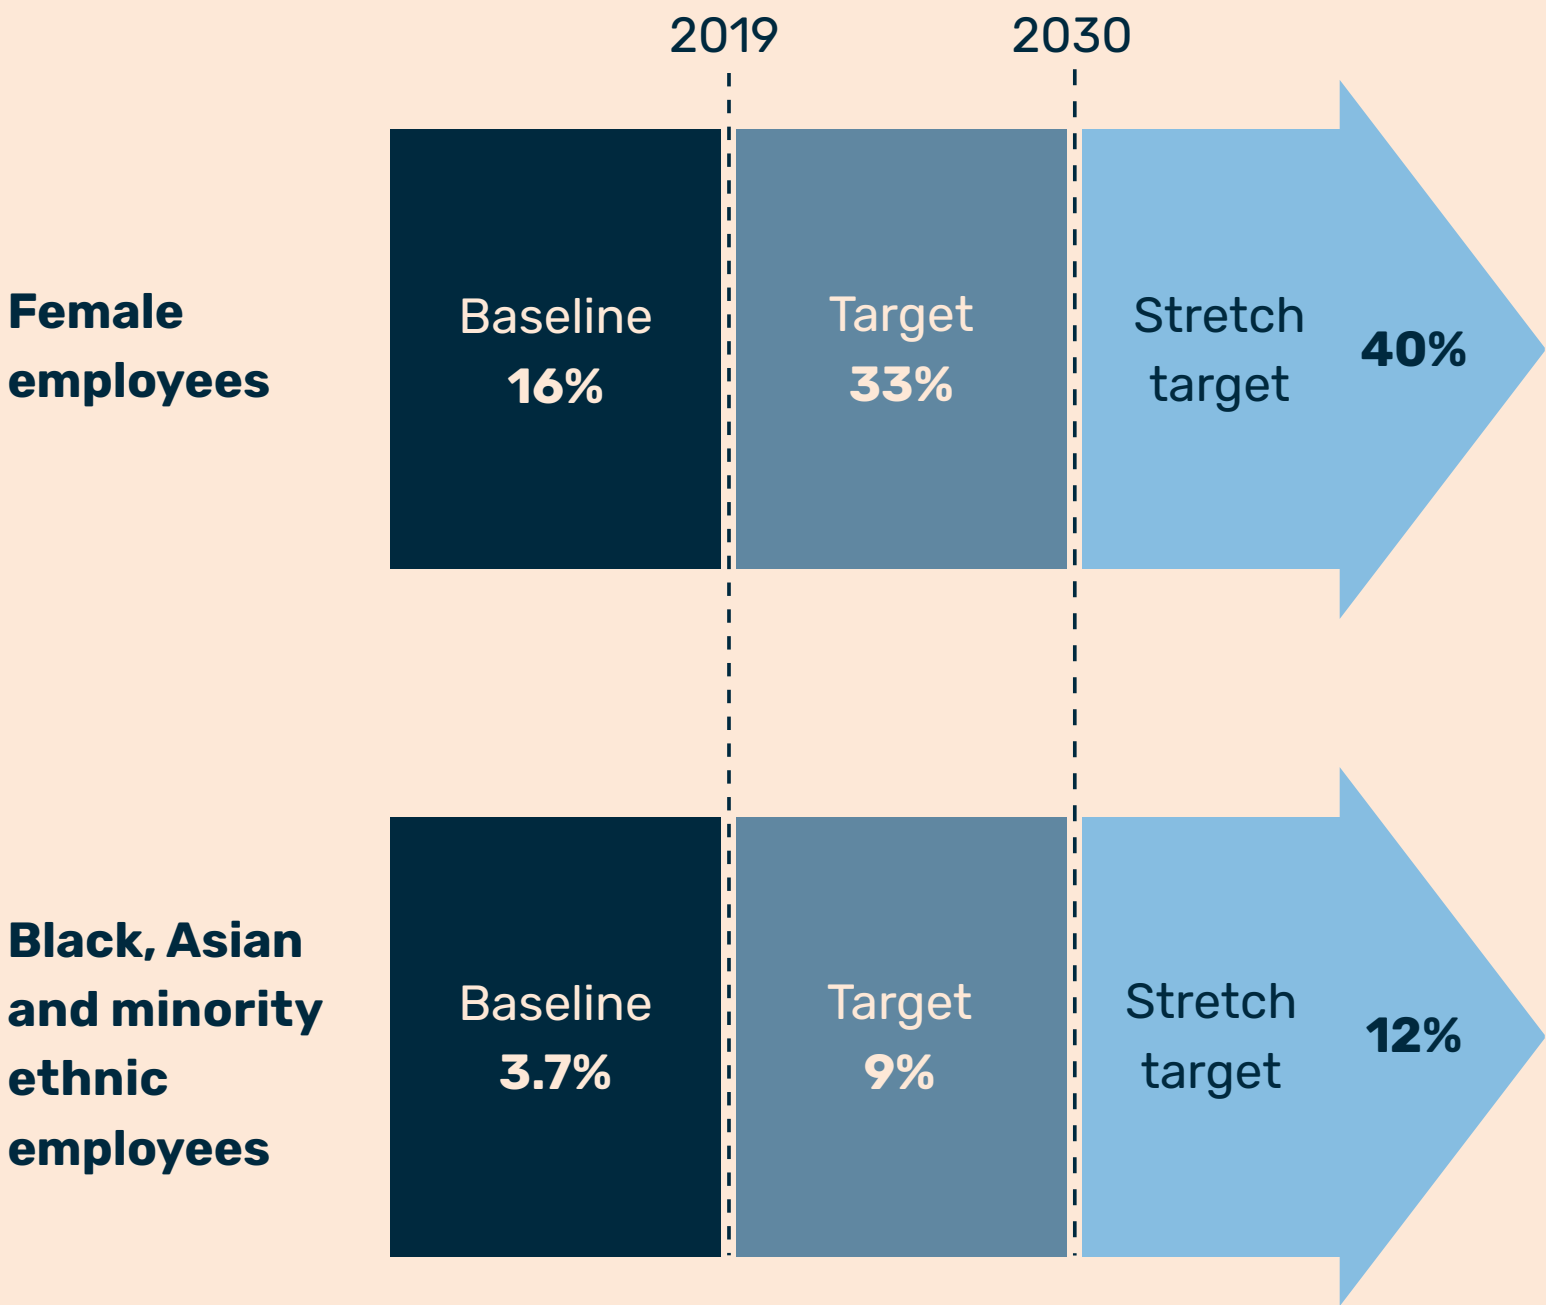 2019
2030
Female
employees
Baseline
16%
Target
33%
Stretch
target
40%
Black, Asian
and minority
ethnic
employees
Baseline
3.7%
Target
9%
Stretch
target
12%